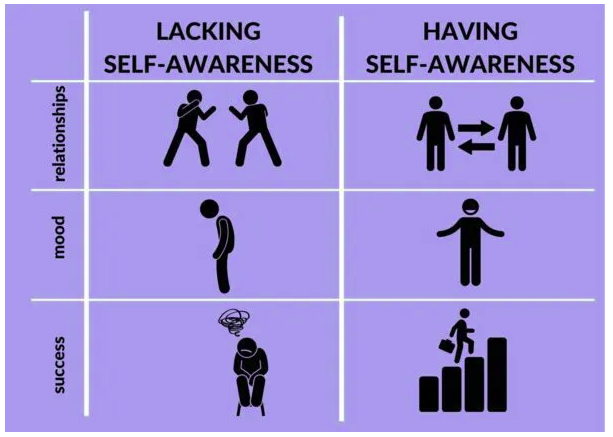 LACKING
SELF-AWARENESS
HAVING
SELF-AWARENESS
relationships
mood
success